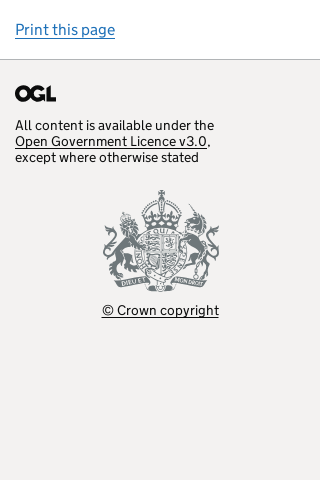 Print this page
OGL
All content is available under the
Open Government Licence v3.0,
except where otherwise stated
DIEU ET MON DROIT
© Crown copyright